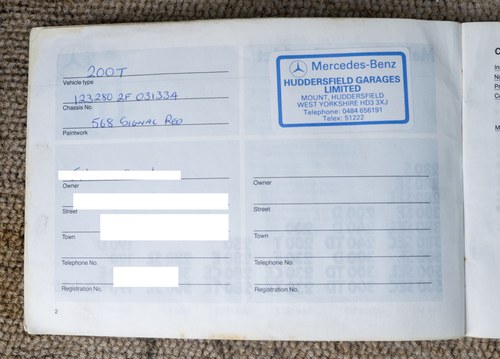 200T
Vehicle type
123280 2F 031334
Chassis No.
568 SIGNAL RED
Paintwork
Mercedes-Benz
HUDDERSFIELD GARAGES
LIMITED
MOUNT, HUDDERSFIELD
WEST YORKSHIRE HD3 3XJ
Telephone: 0484 656191
Telex: 51222
Owner
Street
Town
Telephone No.
Registration No.
Owner
Street
Town
Telephone No.
Registration No.
2